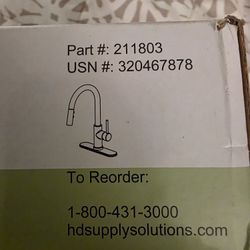 Part #: 211803
USN #: 320467878
To Reorder:
1-800-431-3000
hdsupplysolutions.com